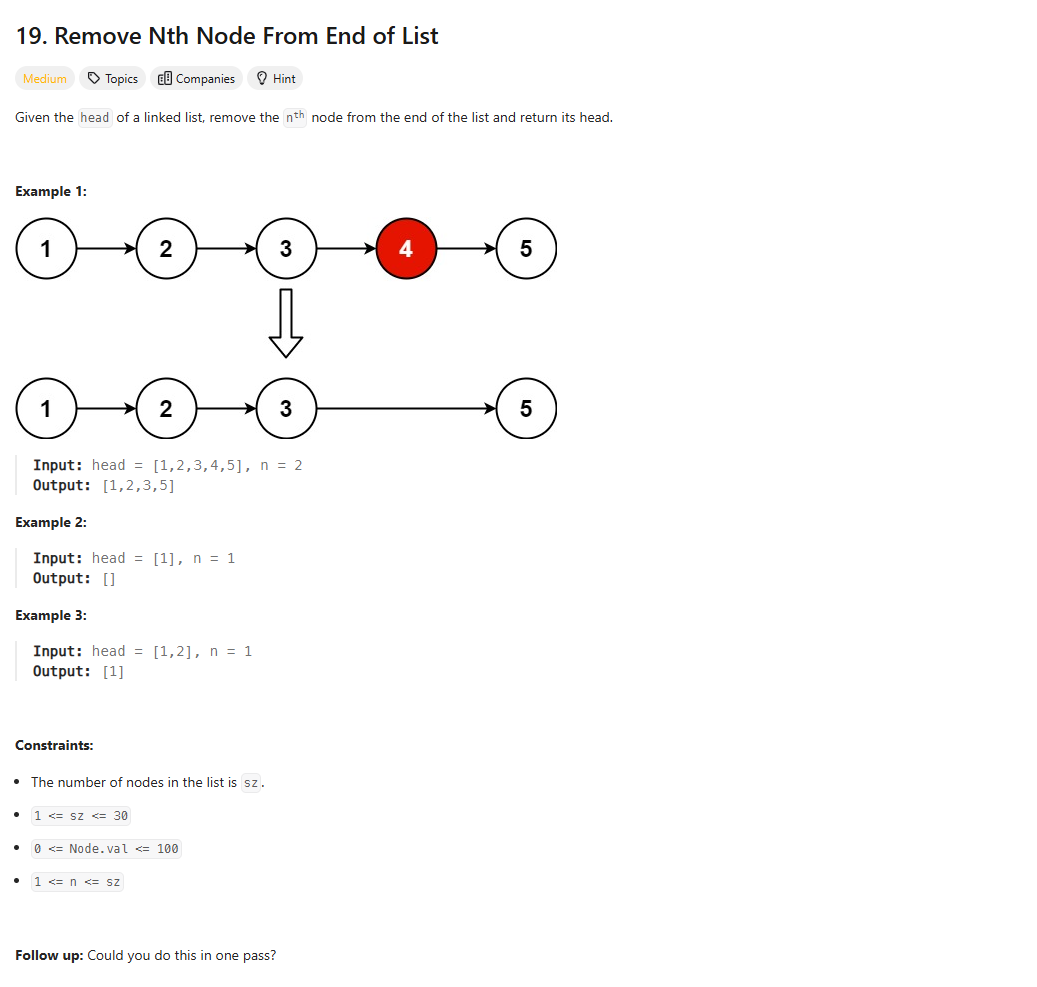 19. Remove Nth Node From End of List
Medium Topics Companies Hint
Given the head of a linked list, remove the nth node from the end of the list and return its head.
Example 1:
1 2 3 4 5
1 2 3 5
Input: head = [1,2,3,4,5], n = 2
Output: [1,2,3,5]
Example 2:
Input: head = [1], n = 1
Output: []
Example 3:
Input: head = [1,2], n = 1
Output: [1]
Constraints:
• The number of nodes in the list is sz.
• 1 <= sz <= 30
• 0 <= Node.val <= 100
• 1 <= n <= sz
Follow up: Could you do this in one pass?